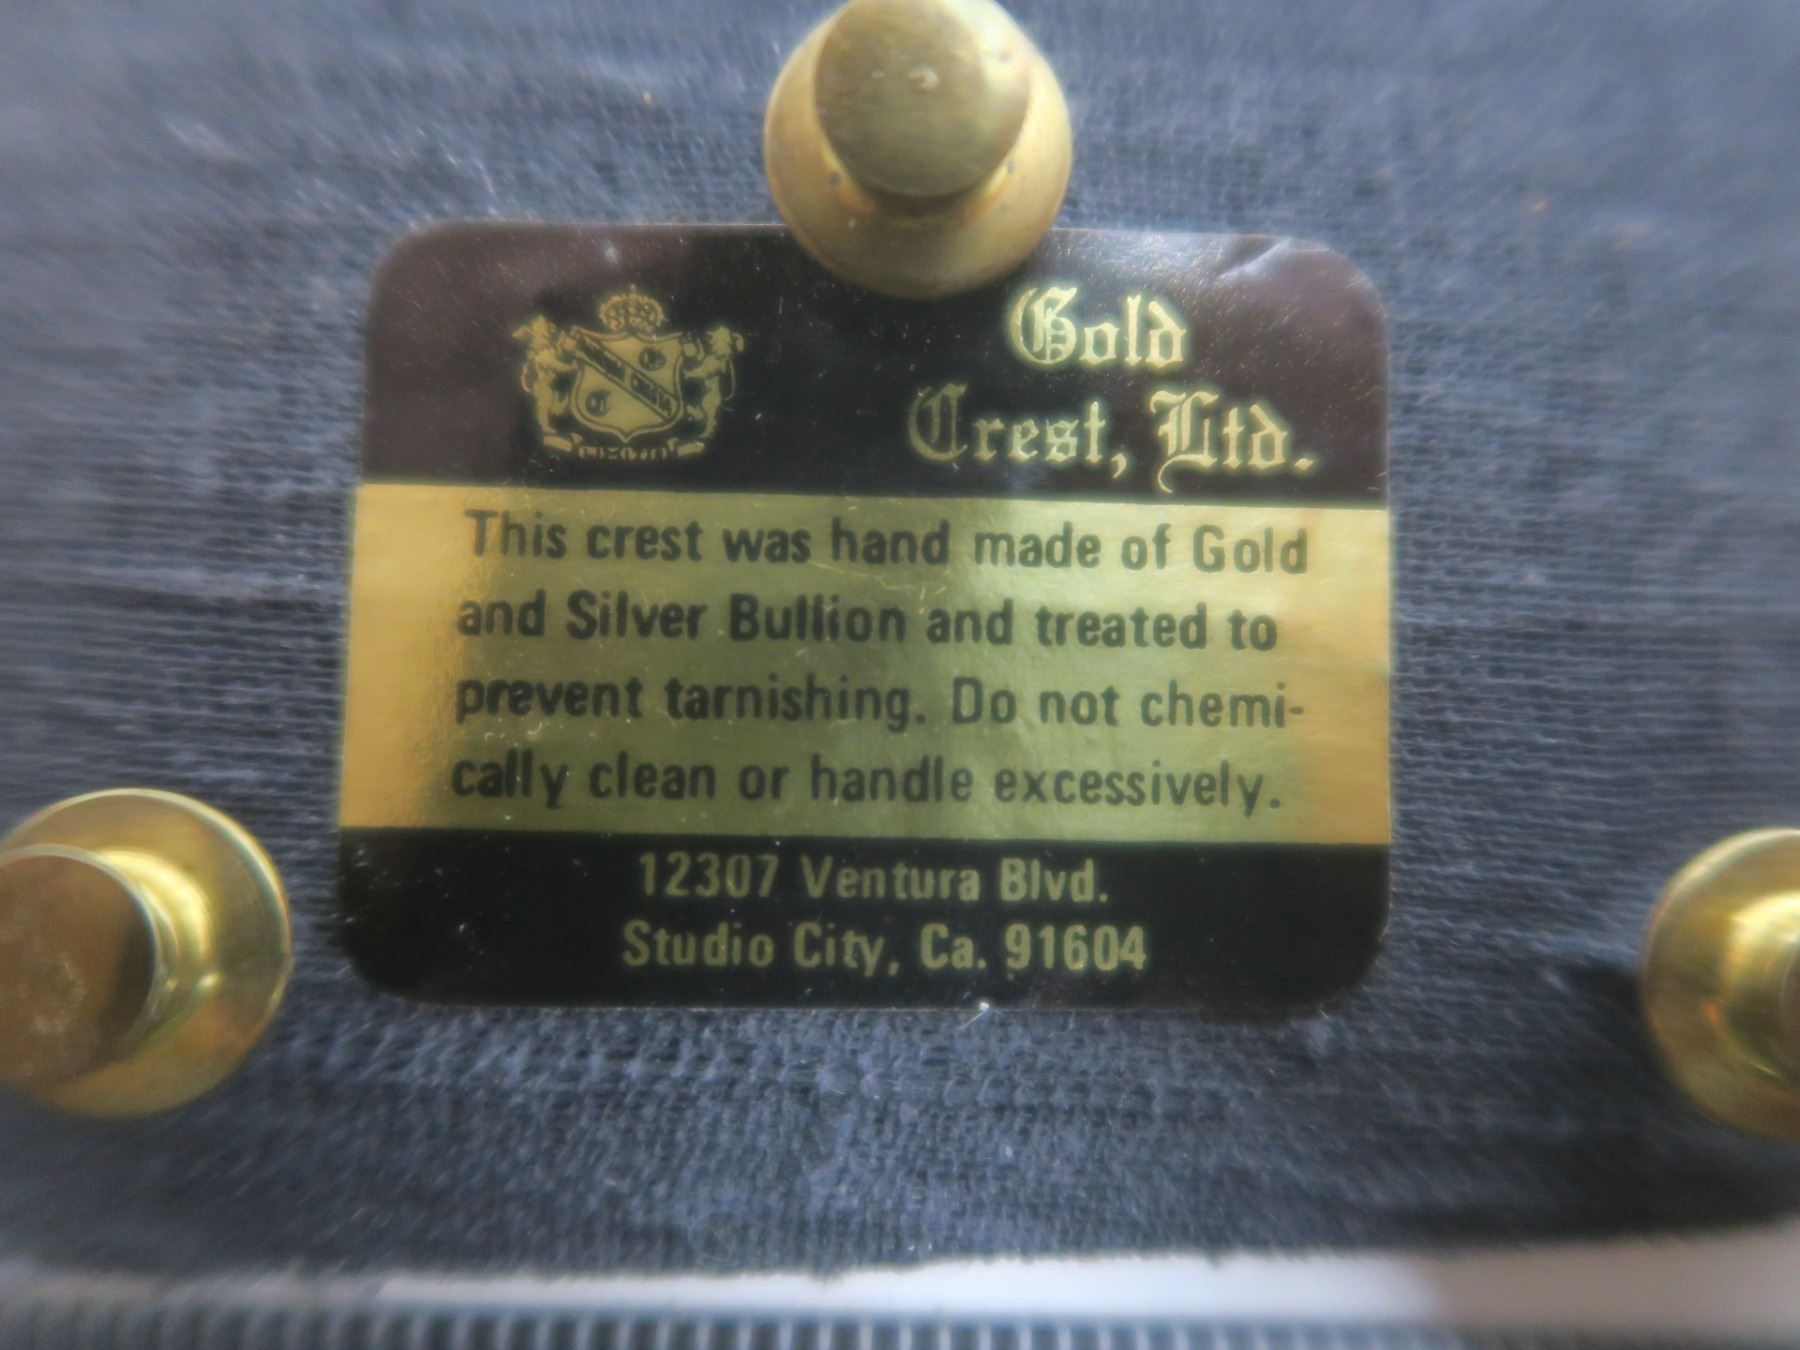 Gold
Crest, Ltd.
This crest was hand made of Gold
and Silver Bullion and treated to
prevent tarnishing. Do not chemi-
cally clean or handle excessively.
12307 Ventura Blvd.
Studio City, Ca. 91604